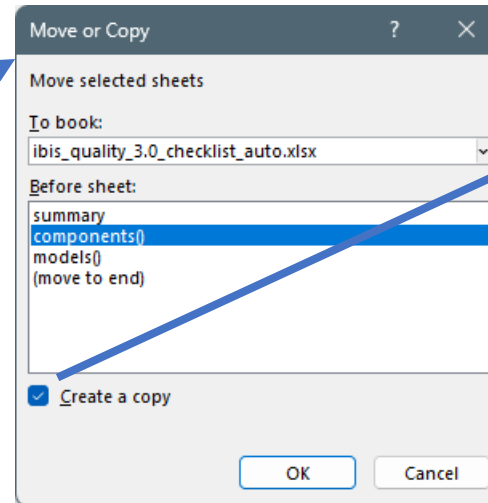 Move or Copy ? ×
Move selected sheets
To book:
ibis_quality_3.0_checklist_auto.xlsx
Before sheet:
summary
components()
models()
(move to end)
Create a copy
OK Cancel